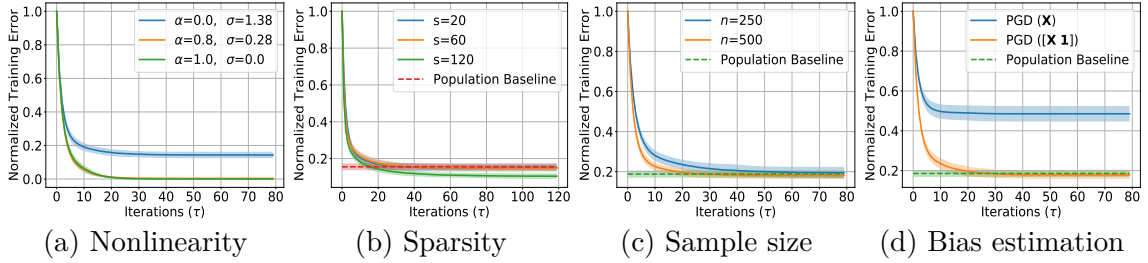 Normalized Training Error
1.0
0.8
0.6
0.4
0.2
0.0
α=0.0, σ=1.38
α=0.8, σ=0.28
α=1.0, σ=0.0
0 10 20 30 40 50 60 70 80
Iterations (τ)
(a) Nonlinearity
Normalized Training Error
1.0
0.8
0.6
0.4
0.2
s=20
s=60
s=120
Population Baseline
0 20 40 60 80 100 120
Iterations (τ)
(b) Sparsity
Normalized Training Error
1.0
0.8
0.6
0.4
0.2
n=250
n=500
Population Baseline
0 10 20 30 40 50 60 70 80
Iterations (τ)
(c) Sample size
Normalized Training Error
1.0
0.8
0.6
0.4
0.2
PGD (X)
PGD ([X 1])
Population Baseline
0 10 20 30 40 50 60 70 80
Iterations (τ)
(d) Bias estimation